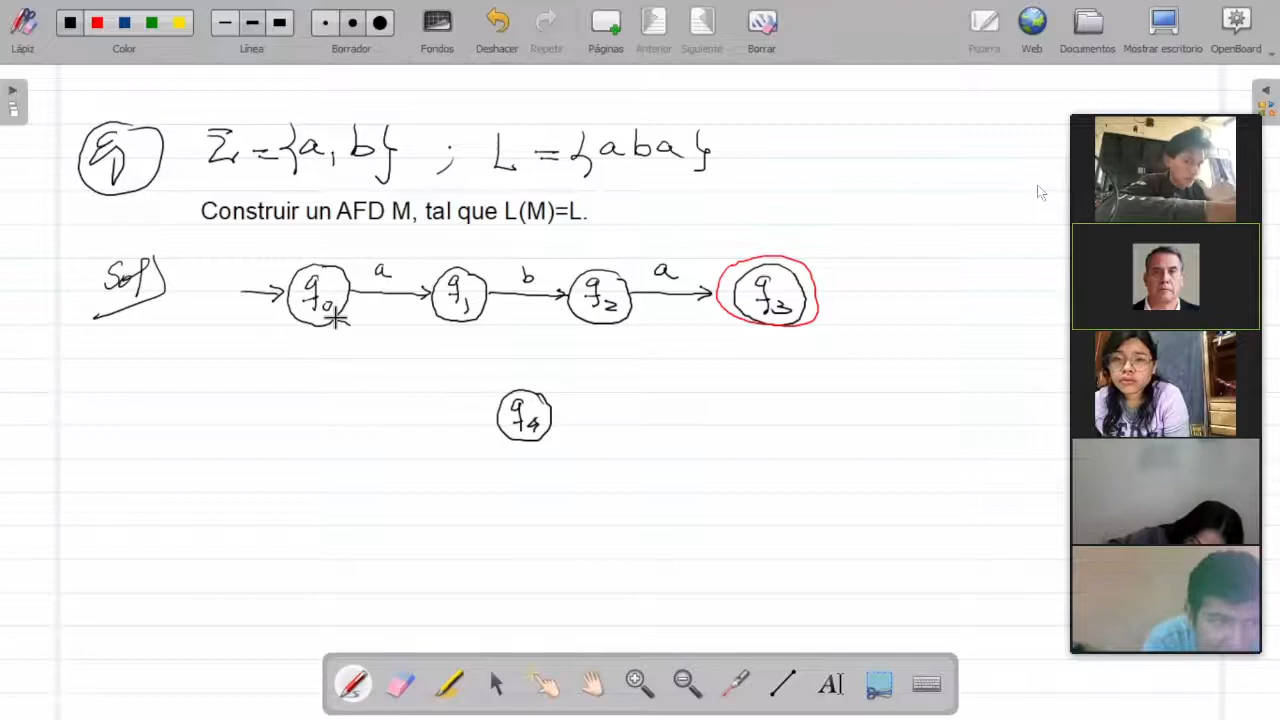 Lápiz Color Línea Borrador Fondos Deshacer Repetir Páginas Anterior Siguiente Borrar Pizarra Web Documentos Mostrar escritorio OpenBoard
Ej Σ = {a, b} ; L = {aba}
Construir un AFD M, tal que L(M)=L.
Sol)
q0 a q1 b q2 a q3
q4